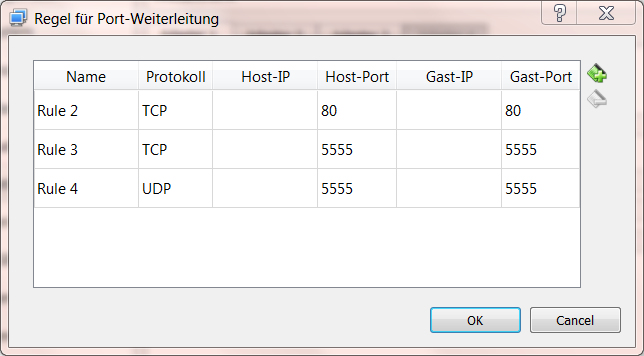 Regel für Port-Weiterleitung
Name Protokoll Host-IP Host-Port Gast-IP Gast-Port
Rule 2 TCP 80 80
Rule 3 TCP 5555 5555
Rule 4 UDP 5555 5555
OK Cancel